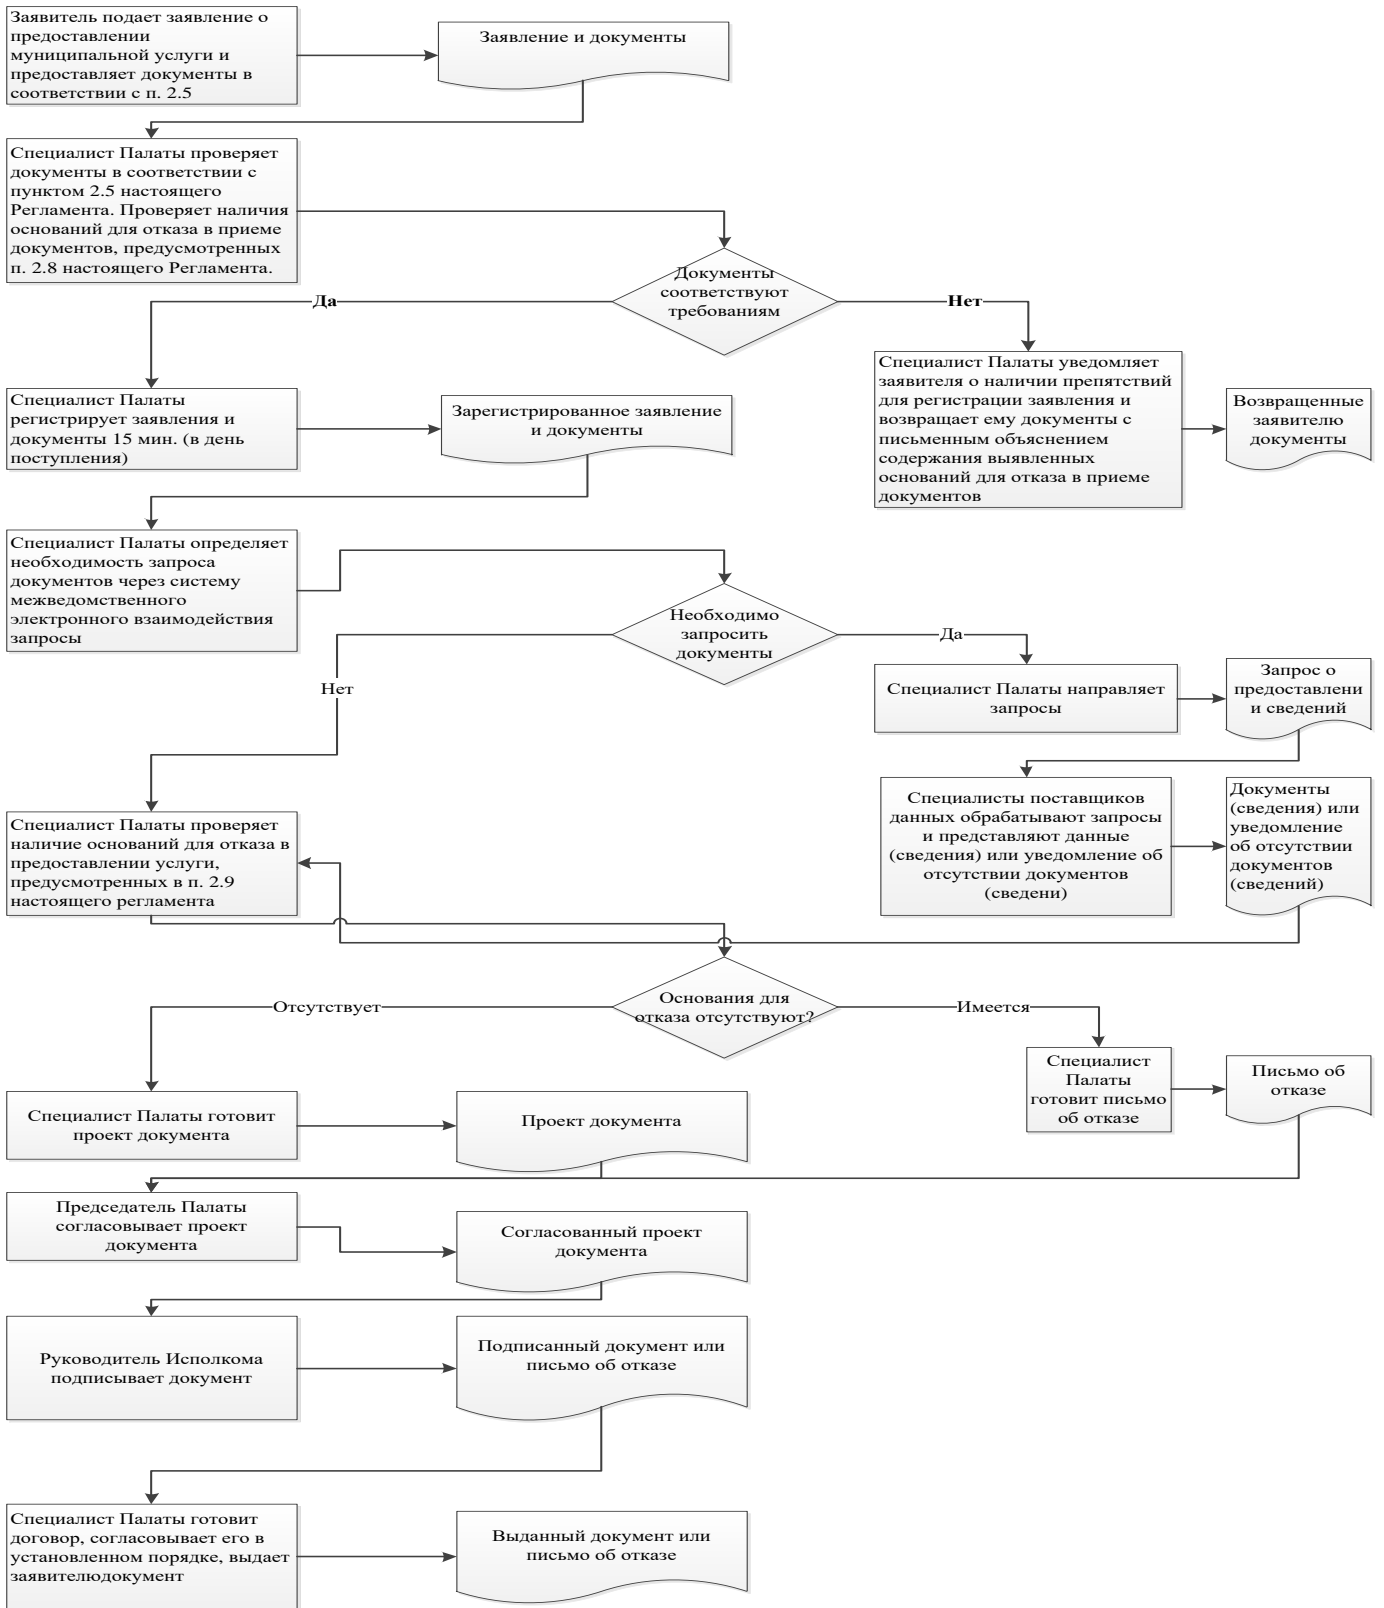 Заявитель подает заявление о
предоставлении
муниципальной услуги и
предоставляет документы в
соответствии с п. 2.5
Заявление и документы
Специалист Палаты проверяет
документы в соответствии с
пунктом 2.5 настоящего
Регламента. Проверяет наличия
оснований для отказа в приеме
документов, предусмотренных
п. 2.8 настоящего Регламента.
Документы
соответствуют
требованиям
Да
Нет
Специалист Палаты
регистрирует заявления и
документы 15 мин. (в день
поступления)
Зарегистрированное заявление
и документы
Специалист Палаты уведомляет
заявителя о наличии препятствий
для регистрации заявления и
возвращает ему документы с
письменным объяснением
содержания выявленных
оснований для отказа в приеме
документов
Возвращенные
заявителю
документы
Специалист Палаты определяет
необходимость запроса
документов через систему
межведомственного
электронного взаимодействия
запросы
Необходимо
запросить
документы
Да
Нет
Специалист Палаты направляет
запросы
Запрос о
предоставлени
и сведений
Специалисты поставщиков
данных обрабатывают запросы
и представляют данные
(сведения) или уведомление об
отсутствии документов
(сведени)
Документы
(сведения) или
уведомление
об отсутствии
документов
(сведений)
Специалист Палаты проверяет
наличие оснований для отказа в
предоставлении услуги,
предусмотренных в п. 2.9
настоящего регламента
Основания для
отказа отсутствуют?
Отсутствует
Имеется
Специалист
Палаты
готовит письмо
об отказе
Письмо об
отказе
Специалист Палаты готовит
проект документа
Проект документа
Председатель Палаты
согласовывает проект
документа
Согласованный проект
документа
Руководитель Исполкома
подписывает документ
Подписанный документ или
письмо об отказе
Специалист Палаты готовит
договор, согласовывает его в
установленном порядке, выдает
заявителюдокумент
Выданный документ или
письмо об отказе